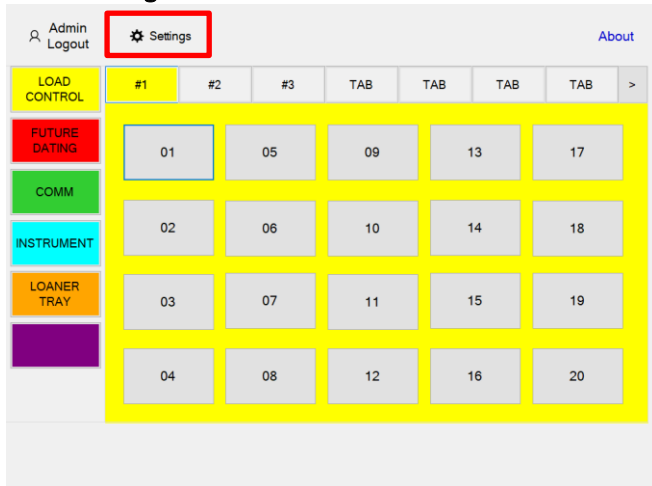 Admin
Logout
Settings
About
LOAD
CONTROL
#1 #2 #3 TAB TAB TAB TAB >
FUTURE
DATING
COMM
INSTRUMENT
LOANER
TRAY
01 05 09 13 17
02 06 10 14 18
03 07 11 15 19
04 08 12 16 20